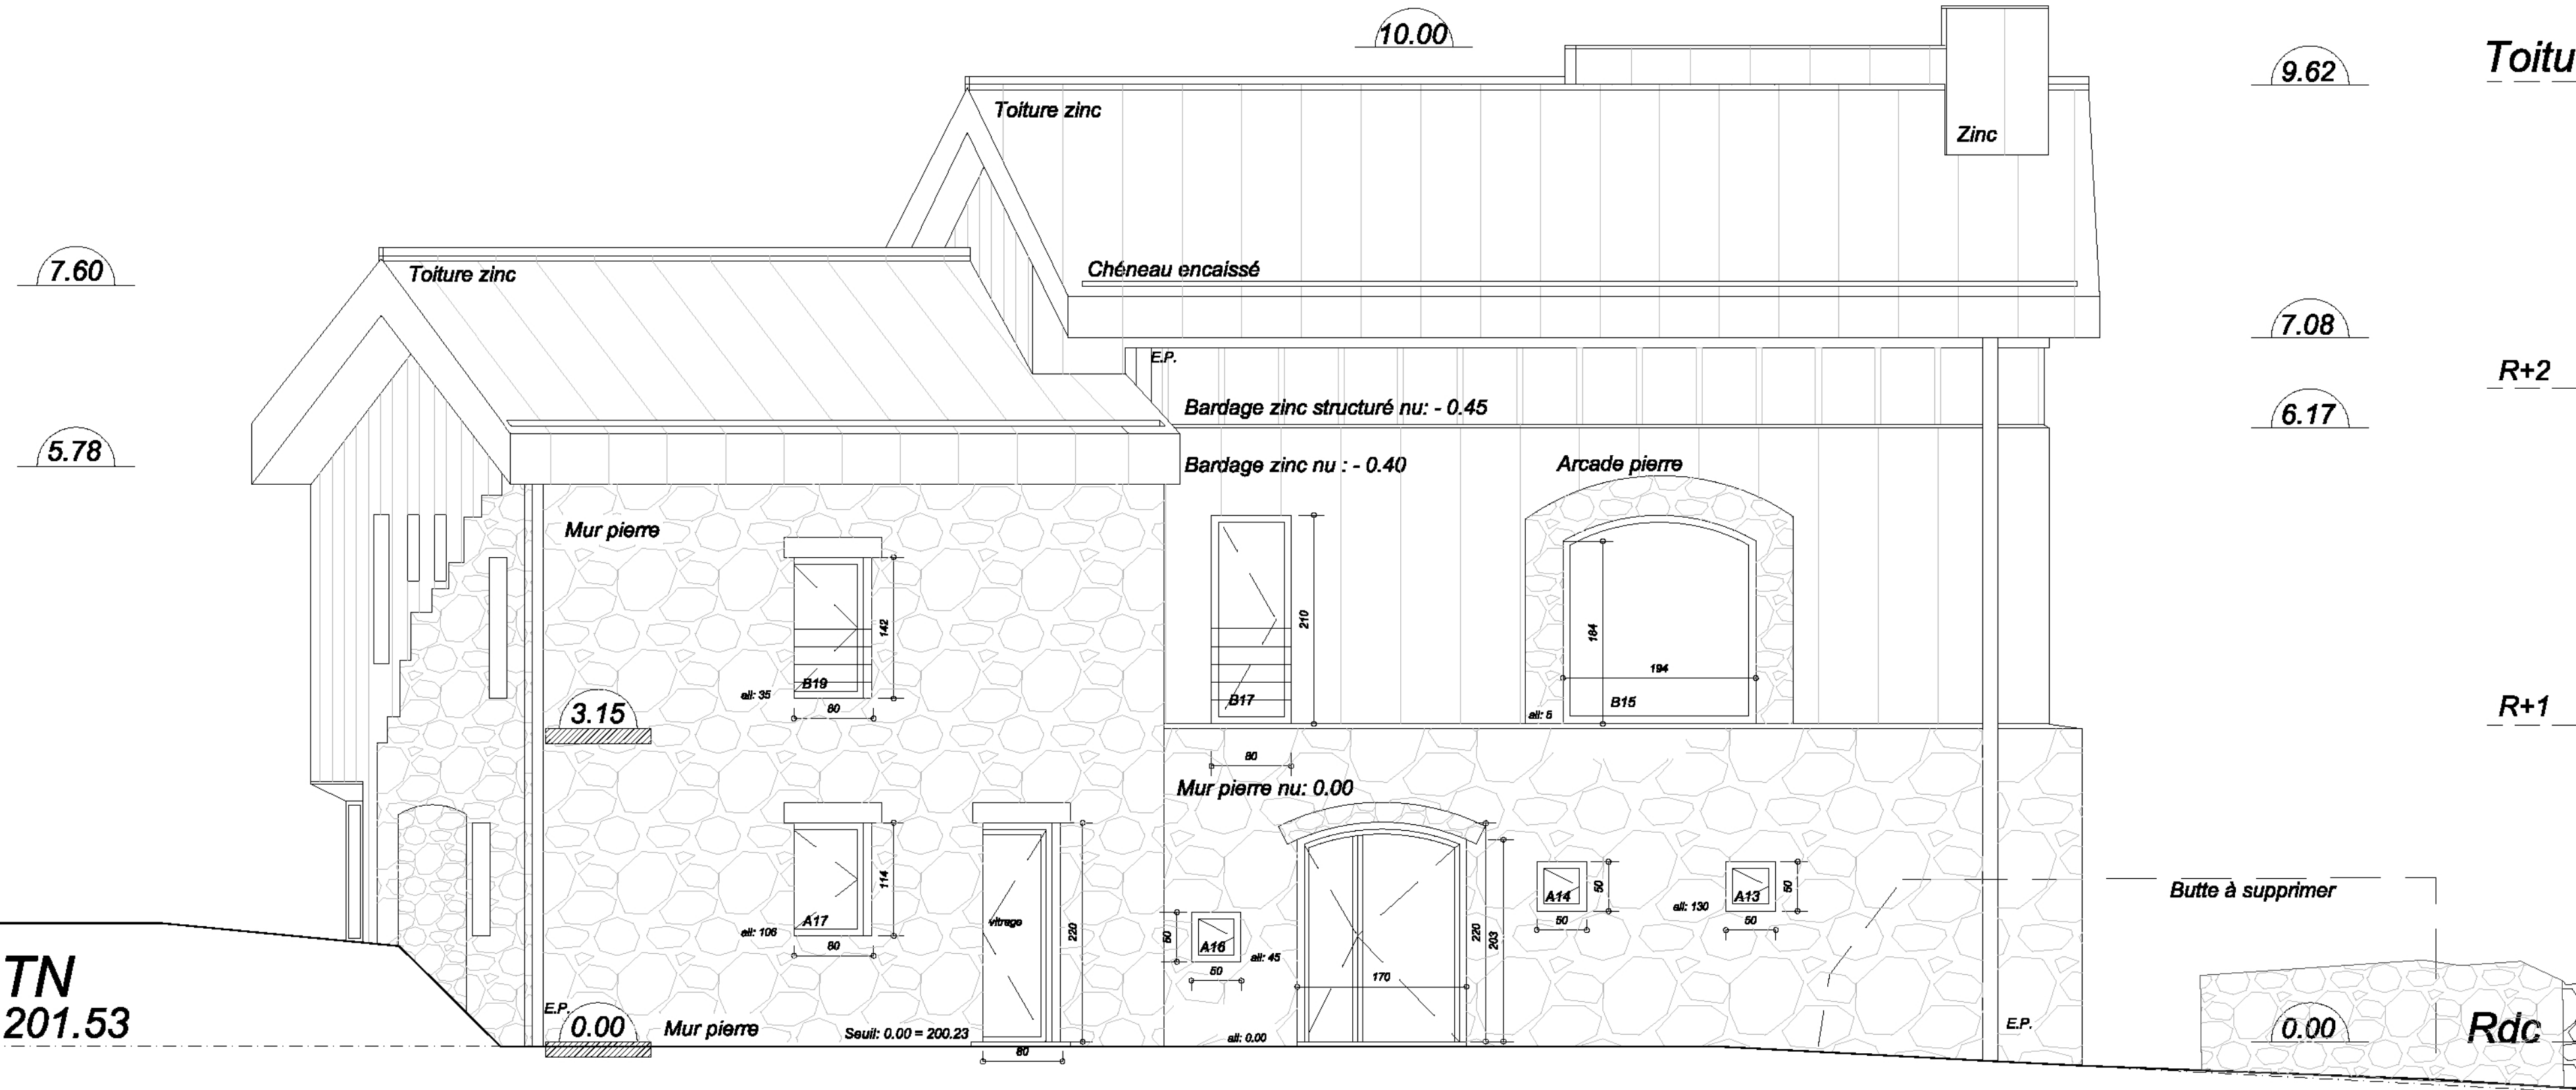 10.00
9.62
Toitu
Toiture zinc
Zinc
7.60
Toiture zinc
Chéneau encaissé
7.08
E.P.
R+2
Bardage zinc structuré nu: - 0.45
6.17
5.78
Bardage zinc nu : - 0.40
Arcade pierre
Mur pierre
142
210
184
194
B19
all: 35
80
B17
B15
all: 5
R+1
3.15
80
Mur pierre nu: 0.00
114
A17
all: 106
80
vitrage
220
50
A16
all: 45
50
220
203
170
A14
50
50
all: 130
A13
50
50
Butte à supprimer
TN
201.53
E.P.
0.00
Mur pierre
Seuil: 0.00 = 200.23
80
all: 0.00
E.P.
0.00
Rdc